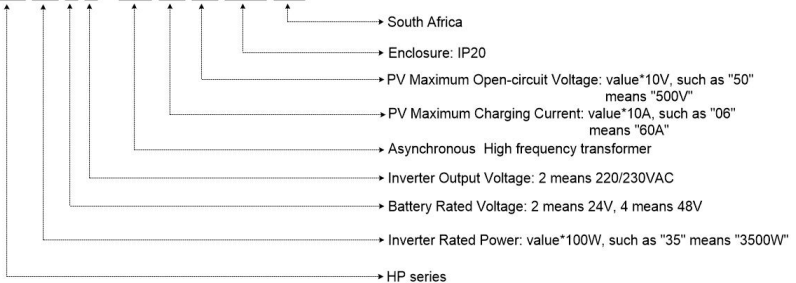 South Africa
Enclosure: IP20
PV Maximum Open-circuit Voltage: value*10V, such as "50"
means "500V"
PV Maximum Charging Current: value*10A, such as "06"
means "60A"
Asynchronous High frequency transformer
Inverter Output Voltage: 2 means 220/230VAC
Battery Rated Voltage: 2 means 24V, 4 means 48V
Inverter Rated Power: value*100W, such as "35" means "3500W"
HP series